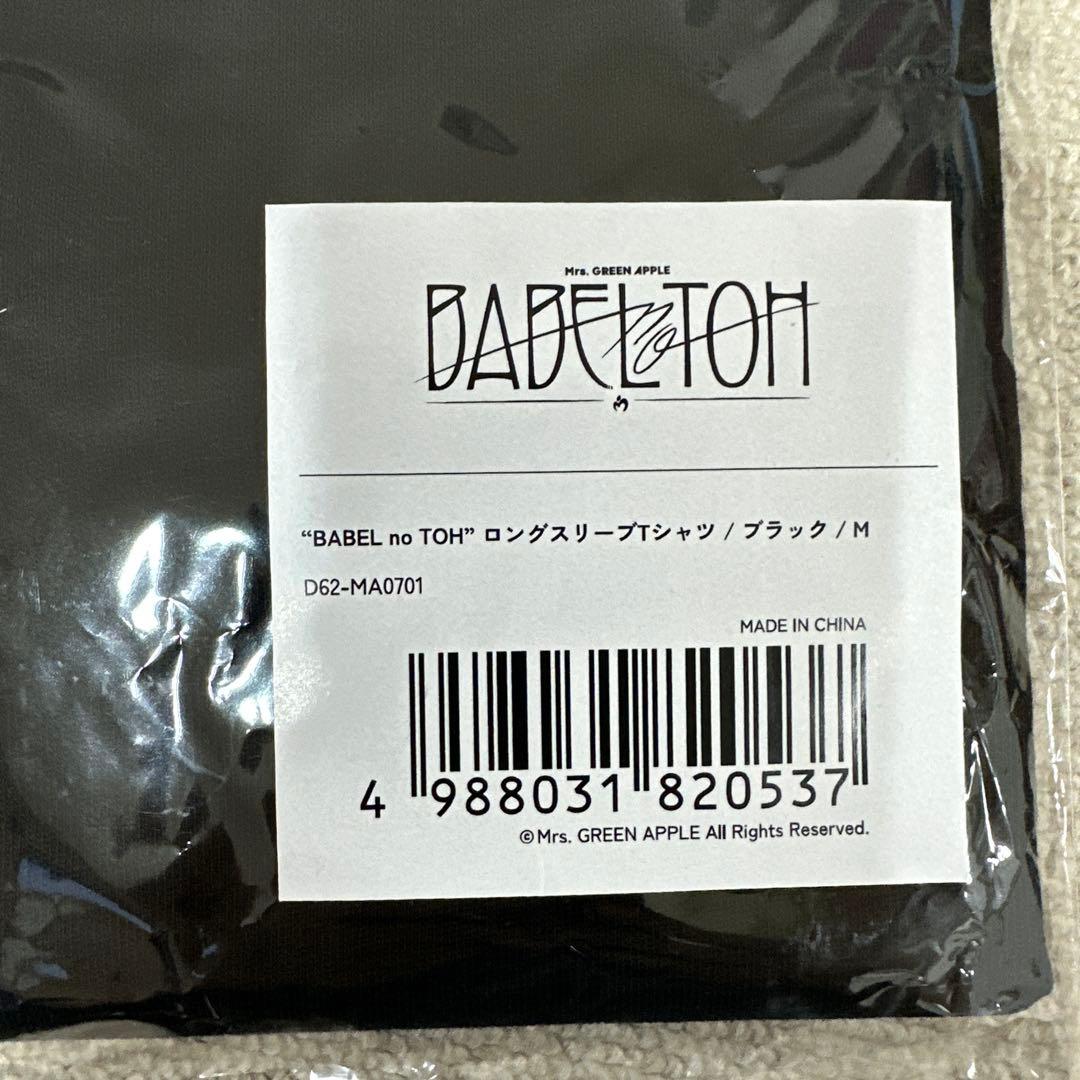 Mrs. GREEN APPLE
BABEL no TOH
“BABEL no TOH” ロングスリーブTシャツ / ブラック / M
D62-MA0701
MADE IN CHINA
4 988031 820537
©Mrs. GREEN APPLE All Rights Reserved.